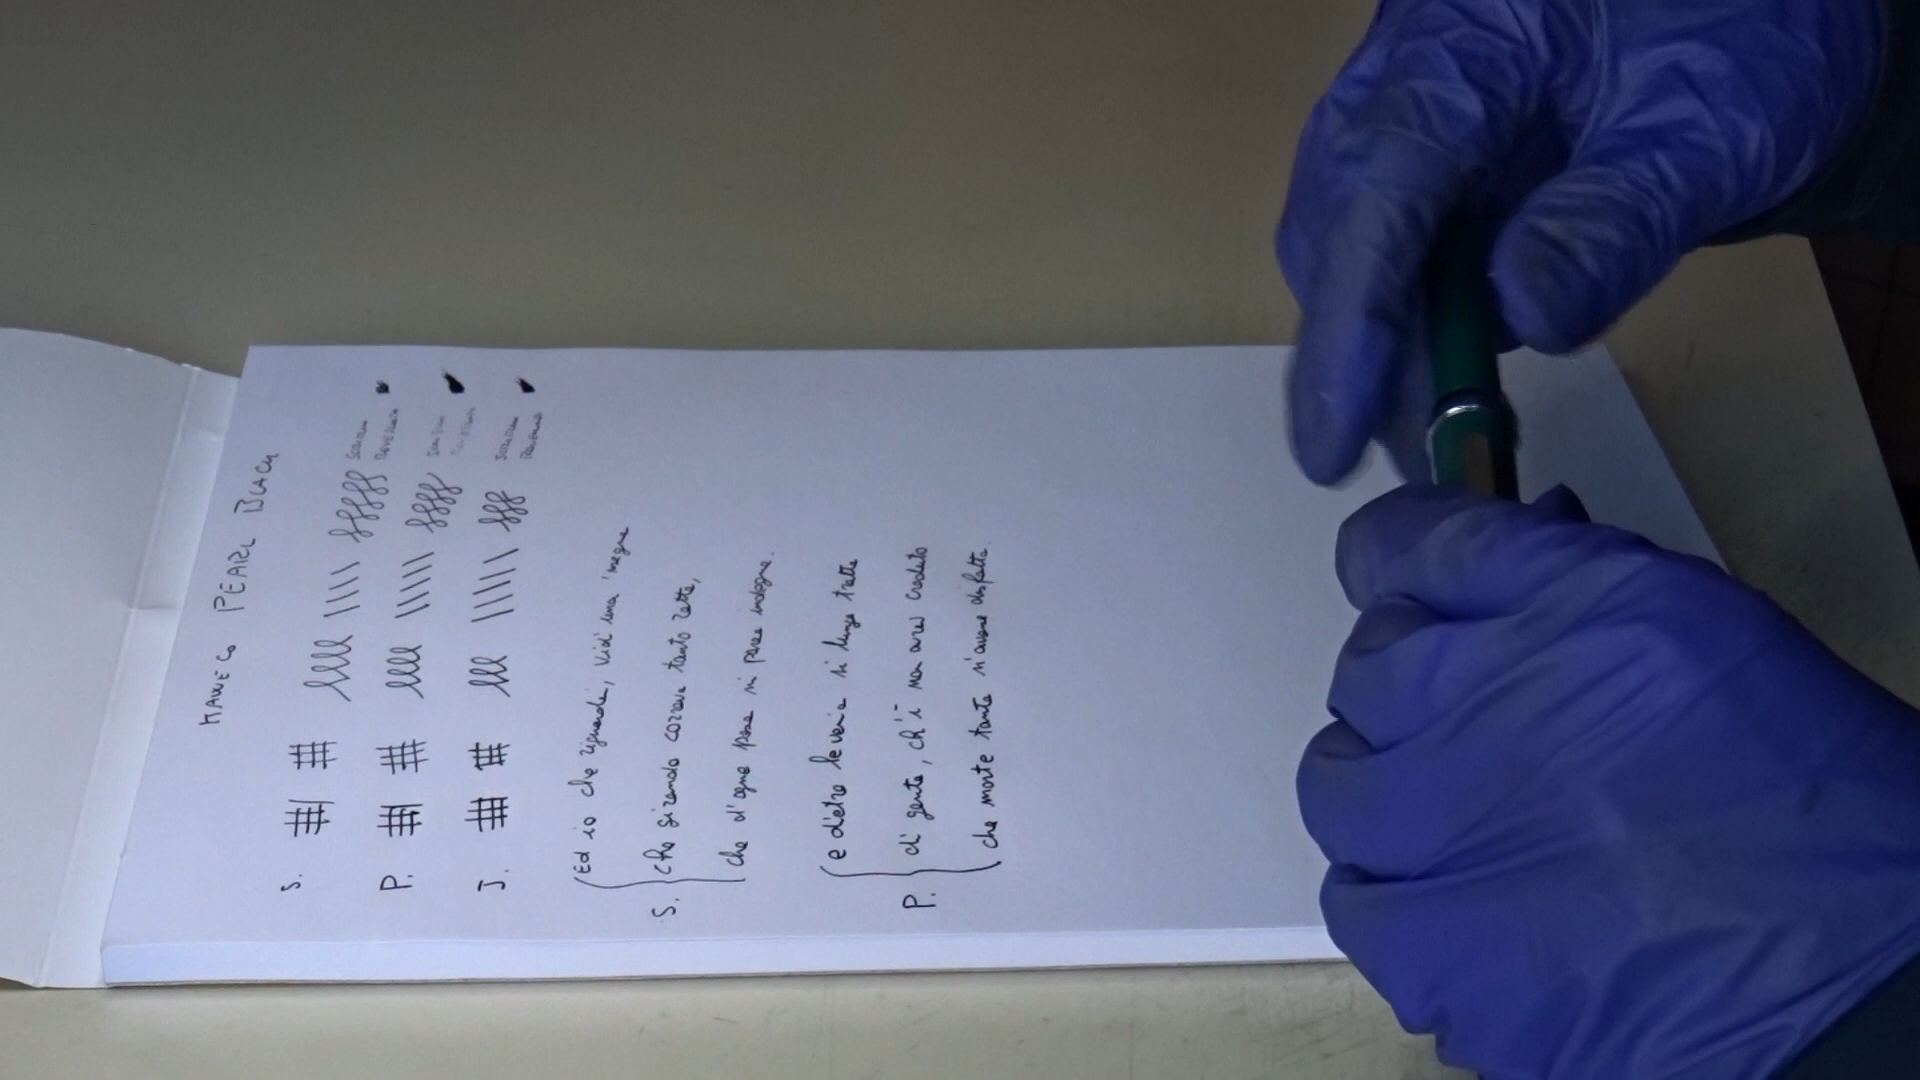 KAWECO PEARL BLACK
S.
P.
J.
Ed io che riguardai, vidi una 'nsegna
S. che girando correva tanto ratta,
che d'ogne posa mi parea indegna.
e dietro le venia sì lunga tratta
P. di gente, ch'i' non avrei creduto
che morte tanta n'avesse disfatta.